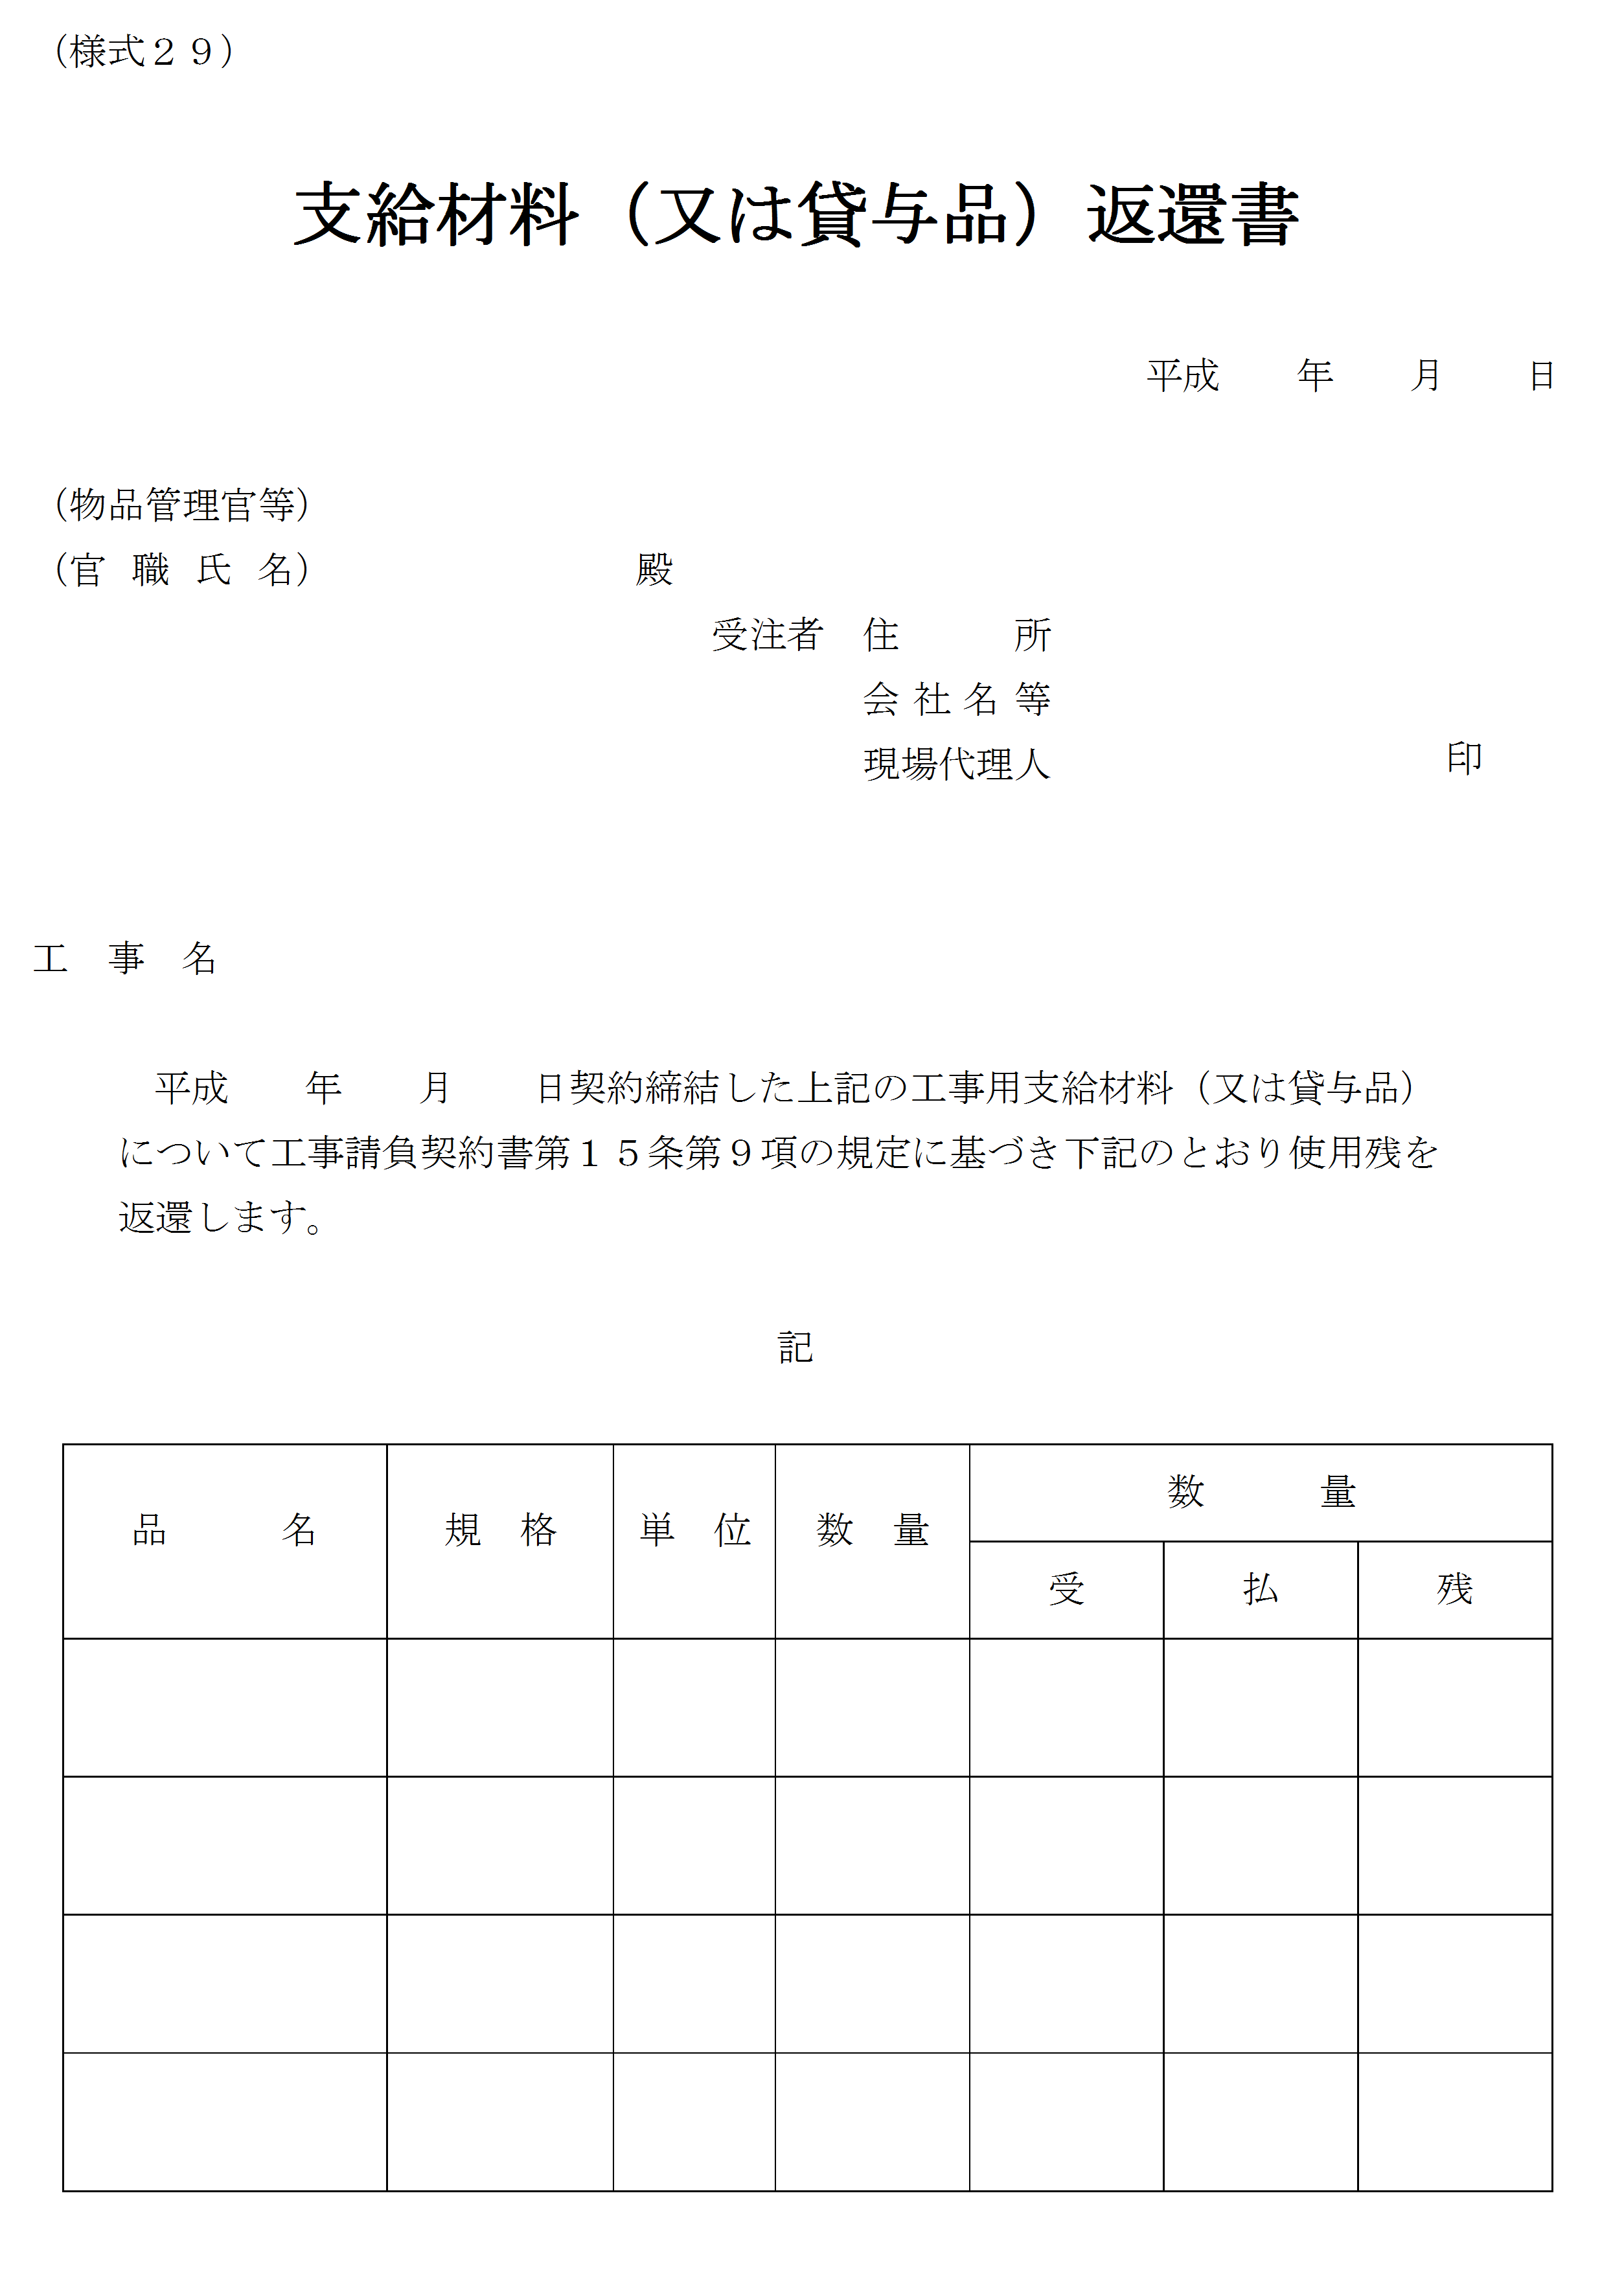 （様式２９）
支給材料（又は貸与品）返還書
平成　　年　　月　　日
（物品管理官等）
（官 職 氏 名）　　　　　　　　殿
受注者　住　　　所
会 社 名 等
現場代理人　　　　　　　　　　印
工　事　名
平成　　年　　月　　日契約締結した上記の工事用支給材料（又は貸与品）
について工事請負契約書第１５条第９項の規定に基づき下記のとおり使用残を
返還します。
記
品　　　名　規　格　単　位　数　量　数　　　量
受　払　残